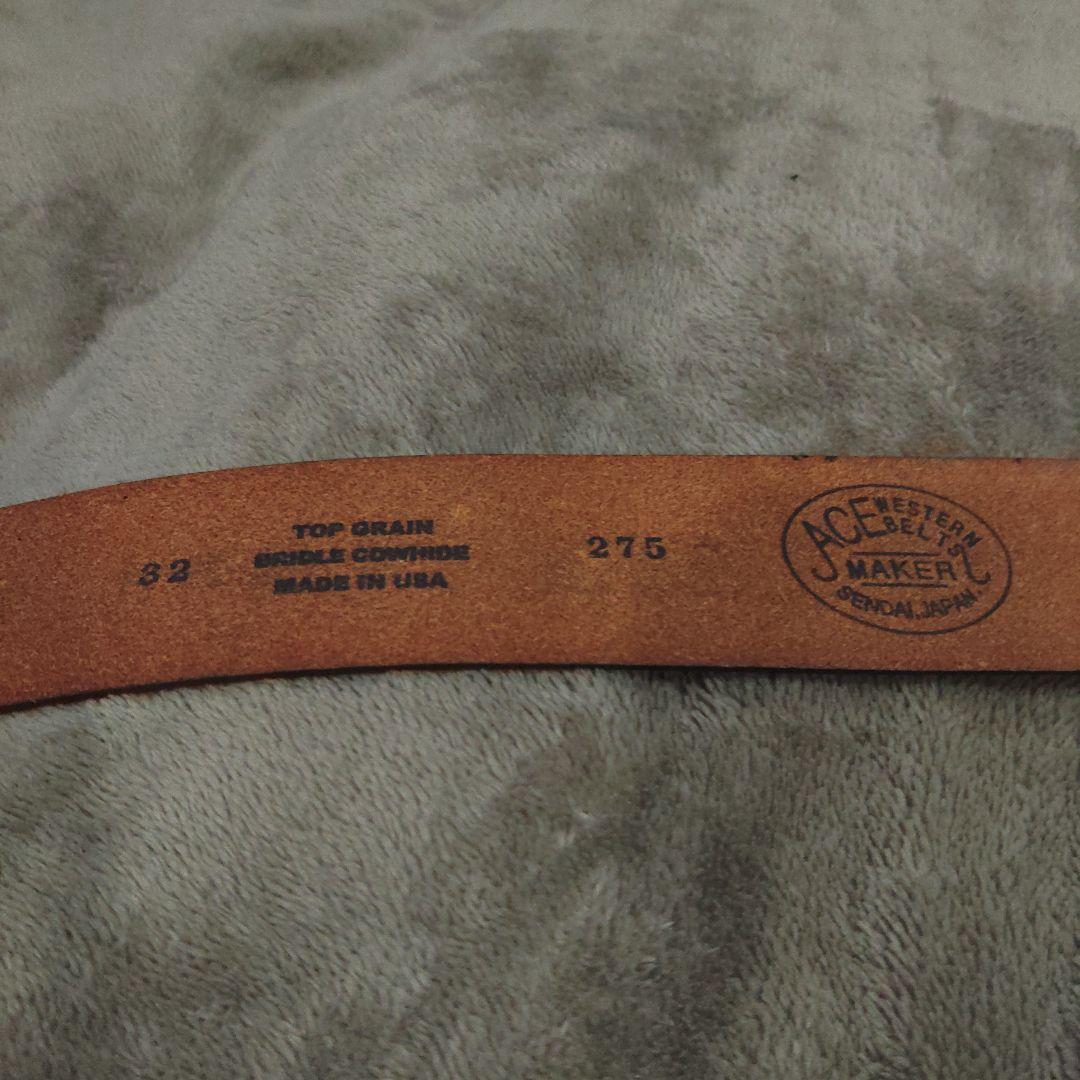 32
TOP GRAIN
BRIDLE COWHIDE
MADE IN USA
275
ACE WESTERN
BELTS
MAKER
SENDAI, JAPAN.